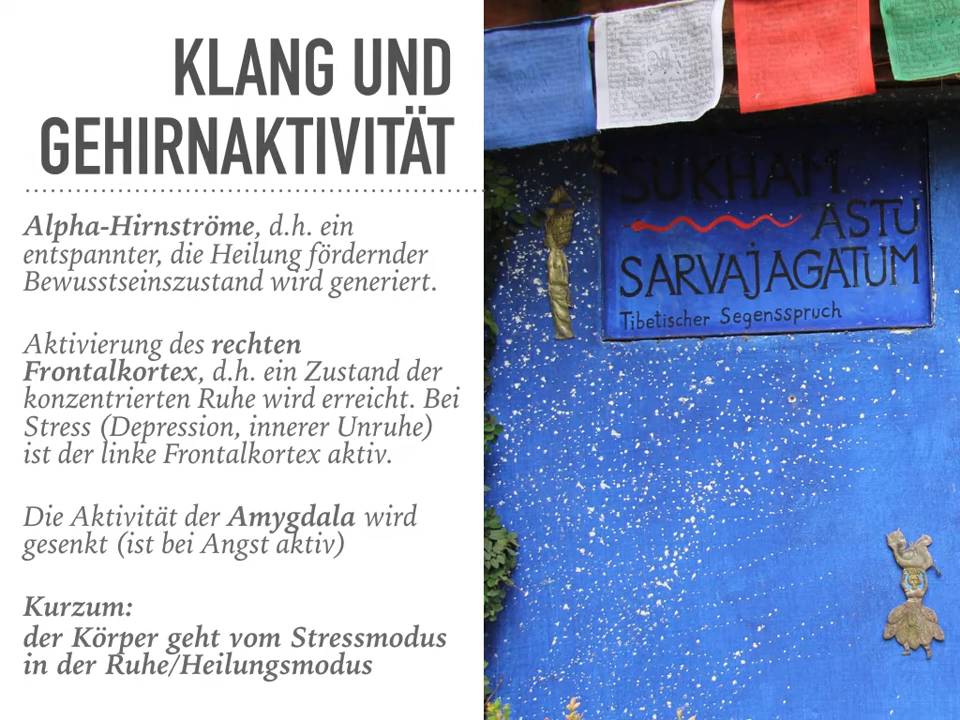 KLANG UND
GEHIRNAKTIVITÄT
Alpha-Hirnströme, d.h. ein
entspannter, die Heilung fördernder
Bewusstseinszustand wird generiert.
Aktivierung des rechten
Frontalkortex, d.h. ein Zustand der
konzentrierten Ruhe wird erreicht. Bei
Stress (Depression, innerer Unruhe)
ist der linke Frontalkortex aktiv.
Die Aktivität der Amygdala wird
gesenkt (ist bei Angst aktiv)
Kurzum:
der Körper geht vom Stressmodus
in der Ruhe/Heilungsmodus
SUKHAM
ASTU
SARVAJAGATUM
Tibetischer Segensspruch